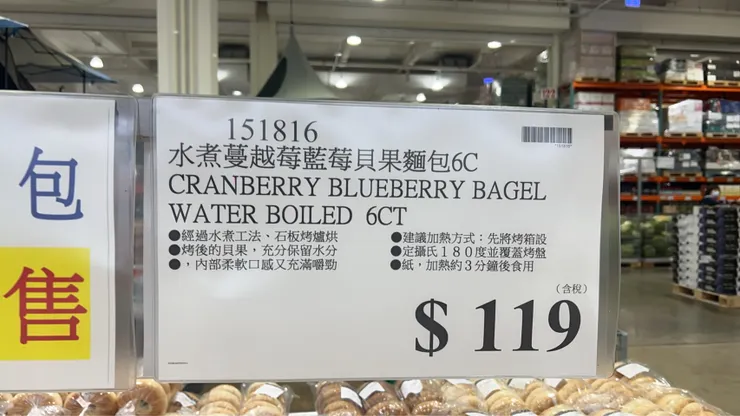 包
售
151816
水煮蔓越莓藍莓貝果麵包6C
CRANBERRY BLUEBERRY BAGEL
WATER BOILED 6CT
●經過水煮工法、石板烤爐烘
●烤後的貝果，充分保留水分
●，內部柔軟口感又充滿嚼勁
●建議加熱方式：先將烤箱設
●定攝氏１８０度並覆蓋烤盤
●紙，加熱約３分鐘後食用
（含稅）
$ 119